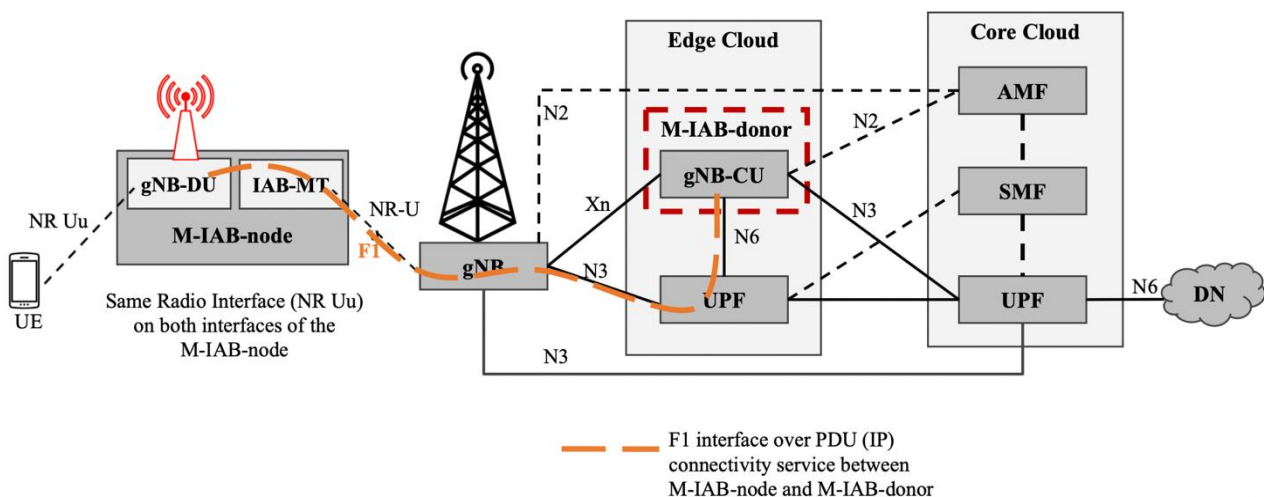 Edge Cloud
Core Cloud
AMF
N2
M-IAB-donor
N2
gNB-CU
gNB-DU
IAB-MT
SMF
Xn
NR Uu
NR-U
N3
M-IAB-node
N6
F1
gNB
N3
UPF
UPF
N6
DN
UE
Same Radio Interface (NR Uu)
on both interfaces of the
M-IAB-node
N3
F1 interface over PDU (IP)
connectivity service between
M-IAB-node and M-IAB-donor